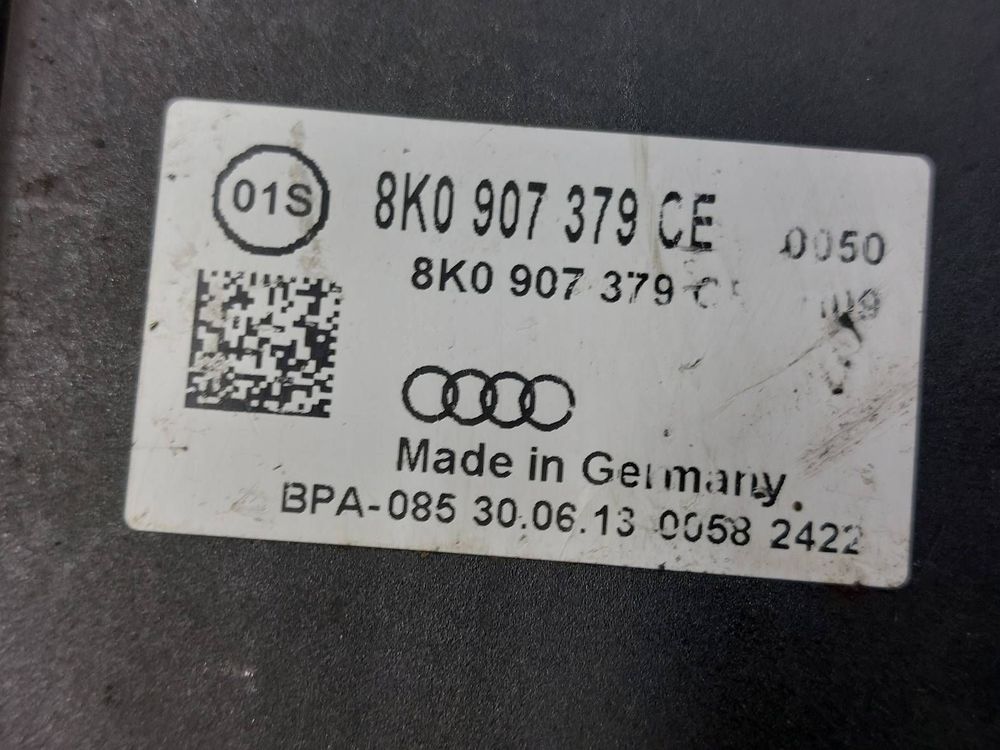 01S
8K0 907 379 CE 0050
8K0 907 379
Made in Germany
BPA-085 30.06.13 0058 2422